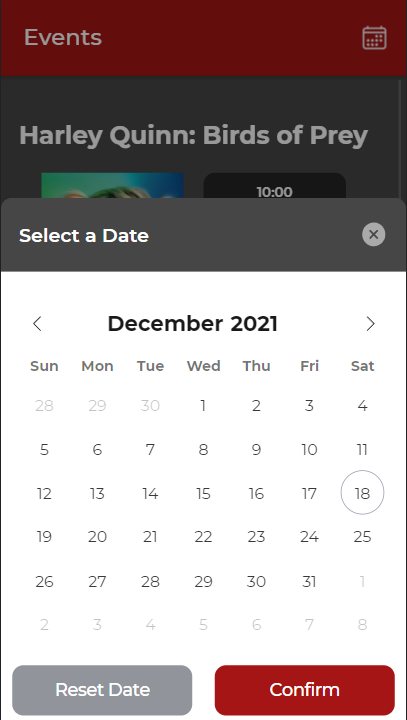 Events
Harley Quinn: Birds of Prey
10:00
Select a Date
December 2021
Sun Mon Tue Wed Thu Fri Sat
28 29 30 1 2 3 4
5 6 7 8 9 10 11
12 13 14 15 16 17 18
19 20 21 22 23 24 25
26 27 28 29 30 31 1
2 3 4 5 6 7 8
Reset Date Confirm